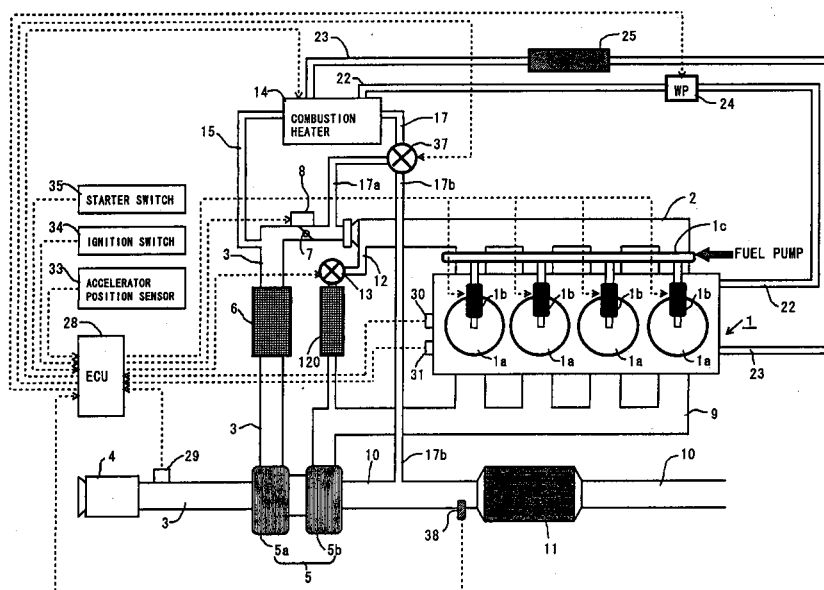 23
25
22
14
COMBUSTION HEATER
WP
24
17
15
37
8
17a
17b
2
35
STARTER SWITCH
7
1c
FUEL PUMP
34
IGNITION SWITCH
3
12
13
33
ACCELERATOR POSITION SENSOR
1b
1b
1b
1b
22
6
30
1
28
ECU
120
31
1a
1a
1a
1a
23
3
9
4
29
10
17b
10
3
38
11
5a
5b
5